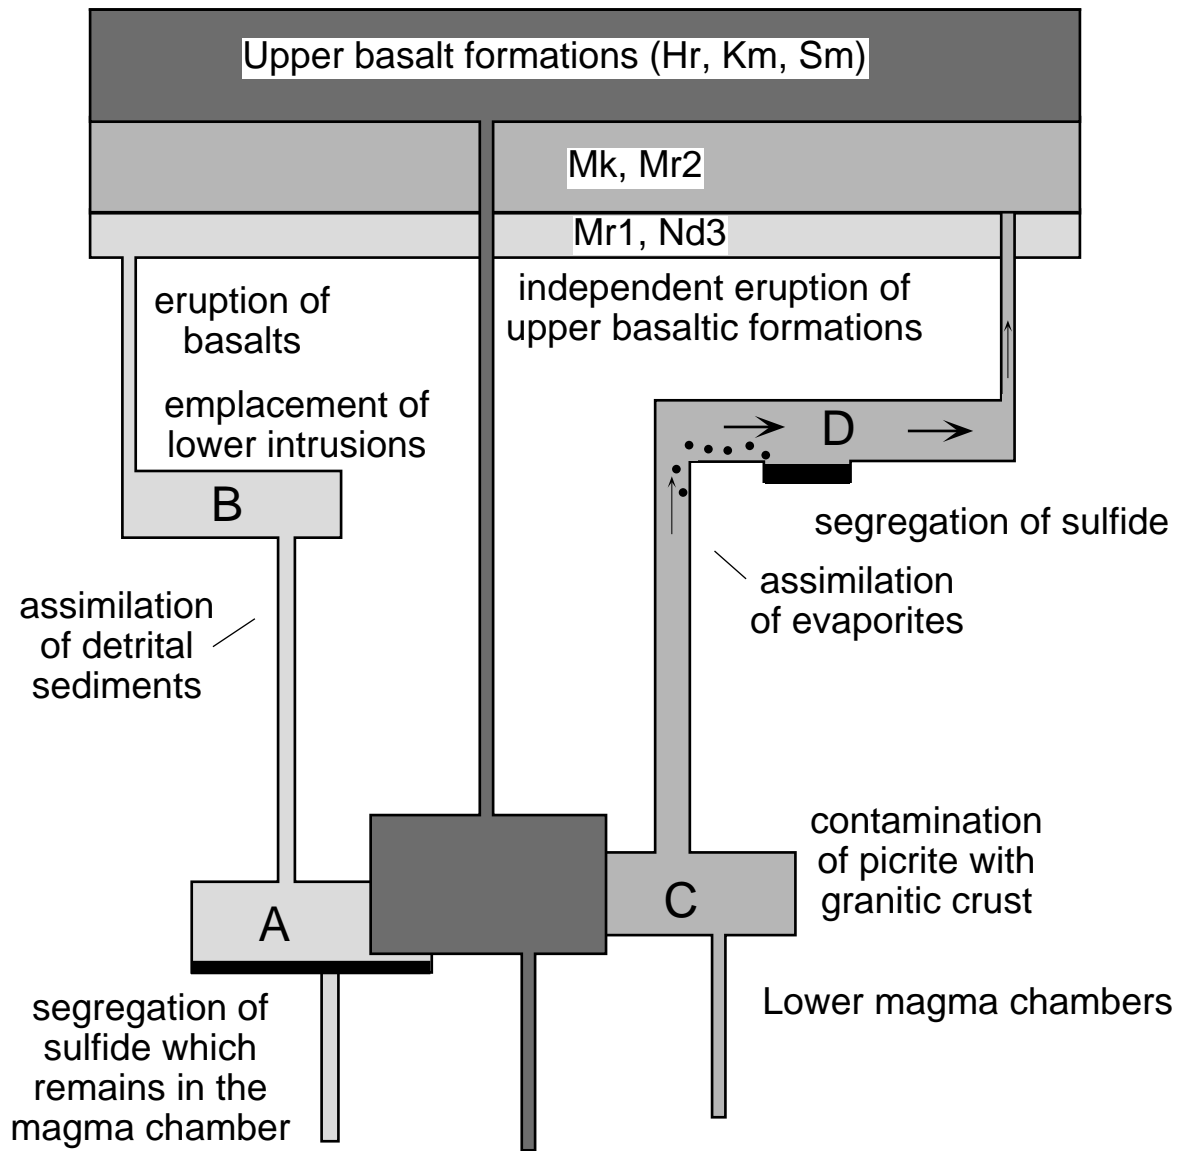 Upper basalt formations (Hr, Km, Sm)
Mk, Mr2
Mr1, Nd3
eruption of
basalts
independent eruption of
upper basaltic formations
emplacement of
lower intrusions
D
B
segregation of sulfide
assimilation
of evaporites
assimilation
of detrital
sediments
contamination
of picrite with
granitic crust
A
C
Lower magma chambers
segregation of
sulfide which
remains in the
magma chamber